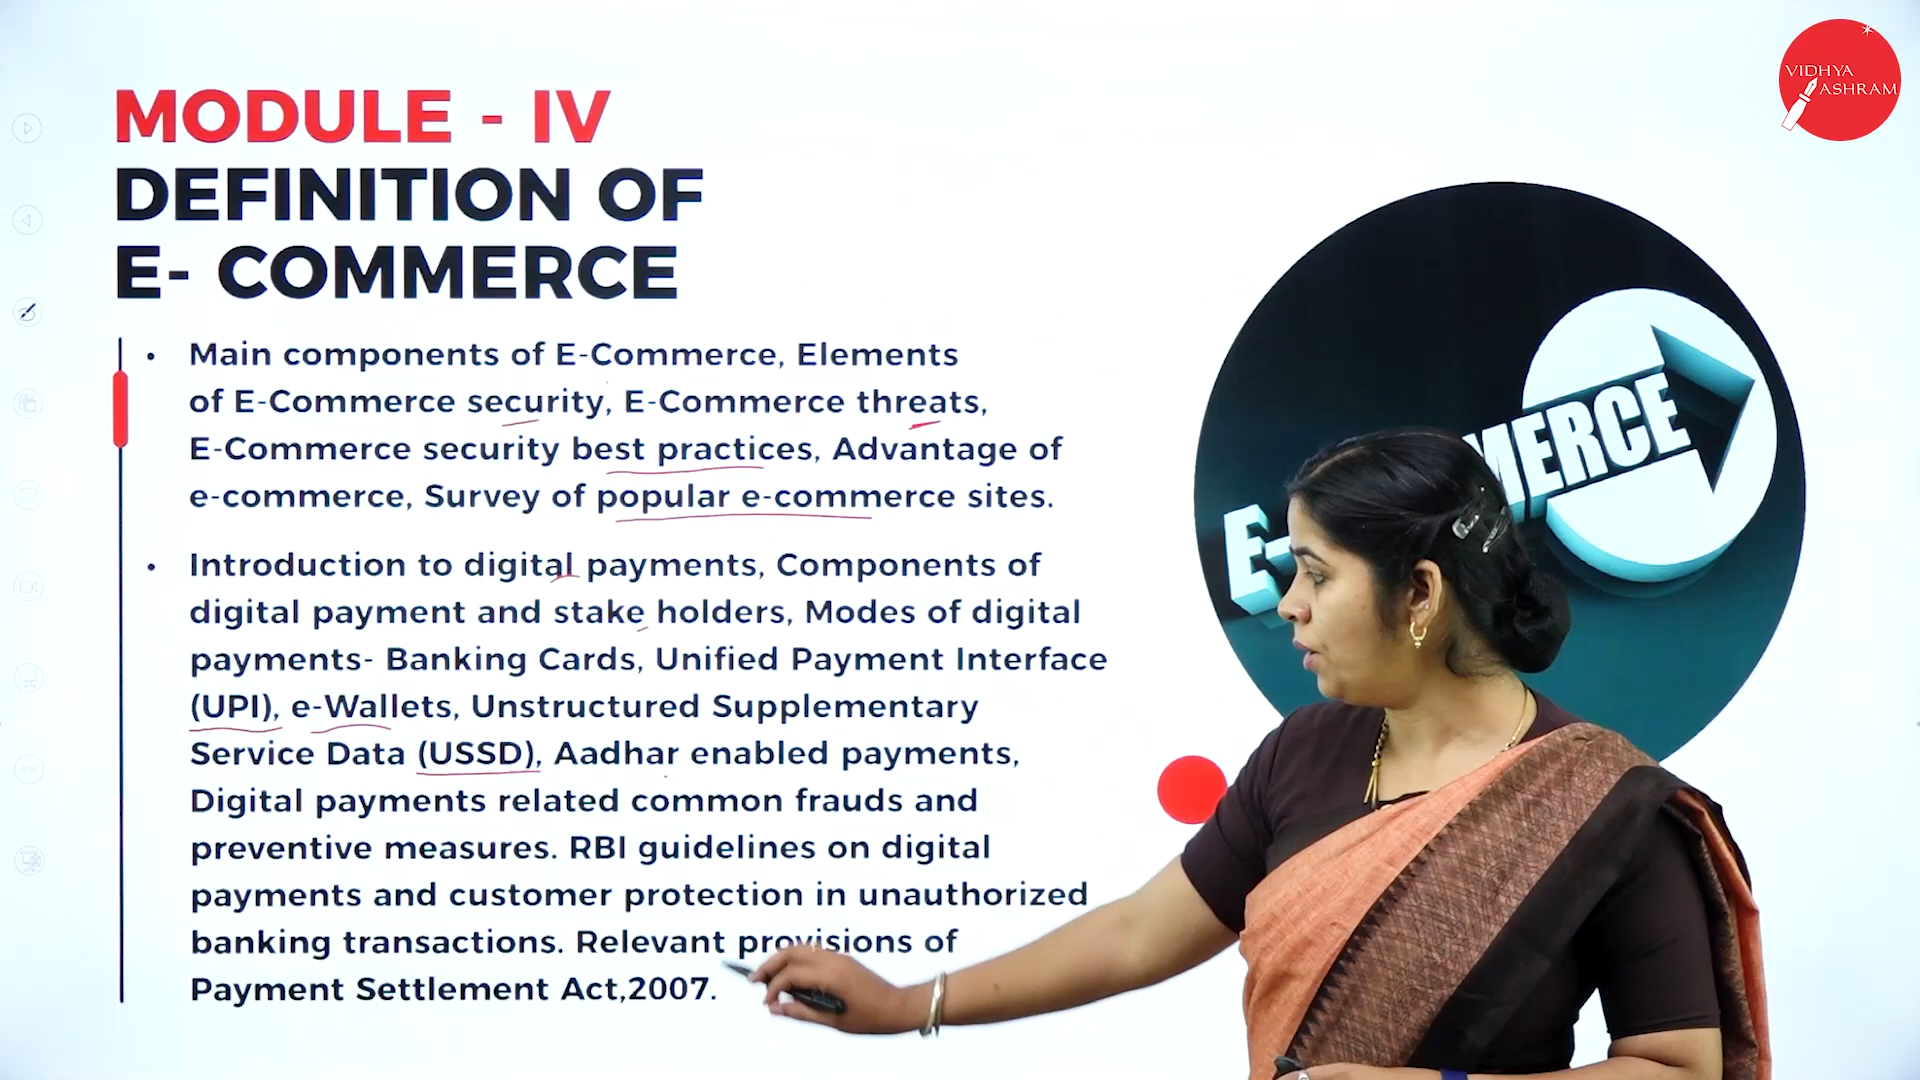 VIDHYA
ASHRAM
MODULE - IV
DEFINITION OF
E- COMMERCE
• Main components of E-Commerce, Elements
of E-Commerce security, E-Commerce threats,
E-Commerce security best practices, Advantage of
e-commerce, Survey of popular e-commerce sites.
• Introduction to digital payments, Components of
digital payment and stake holders, Modes of digital
payments- Banking Cards, Unified Payment Interface
(UPI), e-Wallets, Unstructured Supplementary
Service Data (USSD), Aadhar enabled payments,
Digital payments related common frauds and
preventive measures. RBI guidelines on digital
payments and customer protection in unauthorized
banking transactions. Relevant provisions of
Payment Settlement Act,2007.
E- MERCE